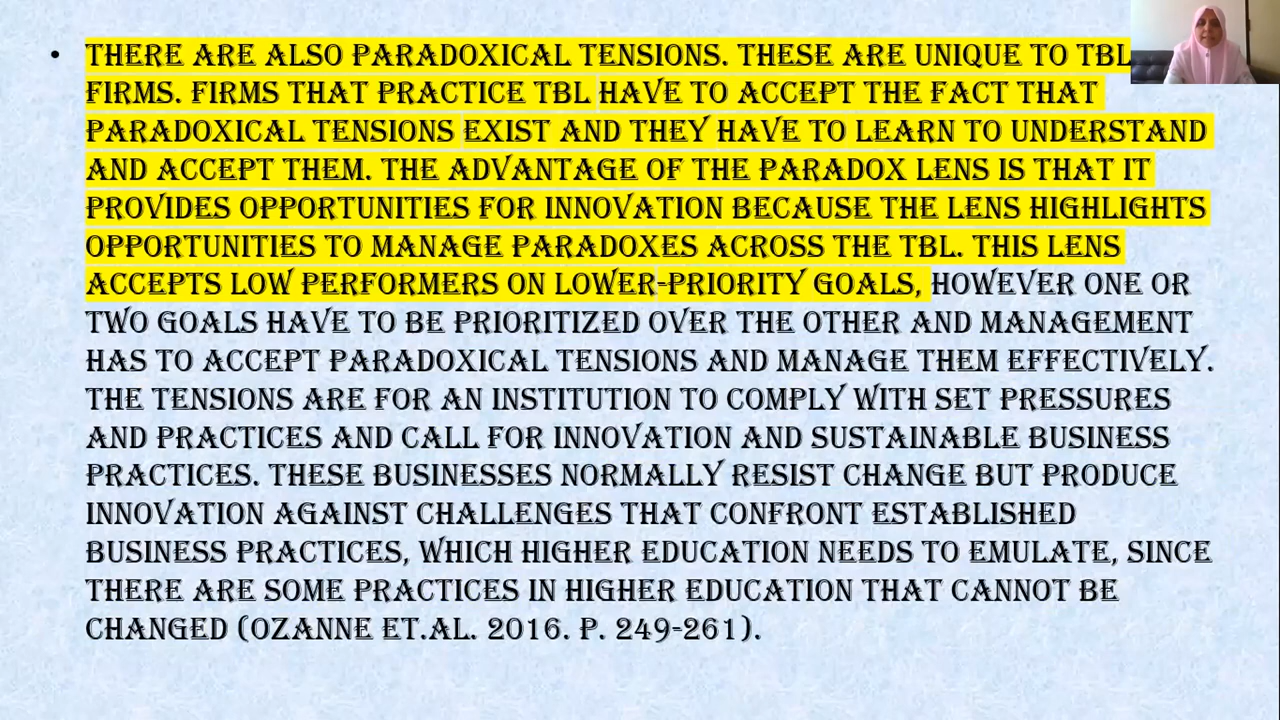 • THERE ARE ALSO PARADOXICAL TENSIONS. THESE ARE UNIQUE TO TBL
FIRMS. FIRMS THAT PRACTICE TBL HAVE TO ACCEPT THE FACT THAT
PARADOXICAL TENSIONS EXIST AND THEY HAVE TO LEARN TO UNDERSTAND
AND ACCEPT THEM. THE ADVANTAGE OF THE PARADOX LENS IS THAT IT
PROVIDES OPPORTUNITIES FOR INNOVATION BECAUSE THE LENS HIGHLIGHTS
OPPORTUNITIES TO MANAGE PARADOXES ACROSS THE TBL. THIS LENS
ACCEPTS LOW PERFORMERS ON LOWER-PRIORITY GOALS, HOWEVER ONE OR
TWO GOALS HAVE TO BE PRIORITIZED OVER THE OTHER AND MANAGEMENT
HAS TO ACCEPT PARADOXICAL TENSIONS AND MANAGE THEM EFFECTIVELY.
THE TENSIONS ARE FOR AN INSTITUTION TO COMPLY WITH SET PRESSURES
AND PRACTICES AND CALL FOR INNOVATION AND SUSTAINABLE BUSINESS
PRACTICES. THESE BUSINESSES NORMALLY RESIST CHANGE BUT PRODUCE
INNOVATION AGAINST CHALLENGES THAT CONFRONT ESTABLISHED
BUSINESS PRACTICES, WHICH HIGHER EDUCATION NEEDS TO EMULATE, SINCE
THERE ARE SOME PRACTICES IN HIGHER EDUCATION THAT CANNOT BE
CHANGED (OZANNE ET.AL. 2016. P. 249-261).